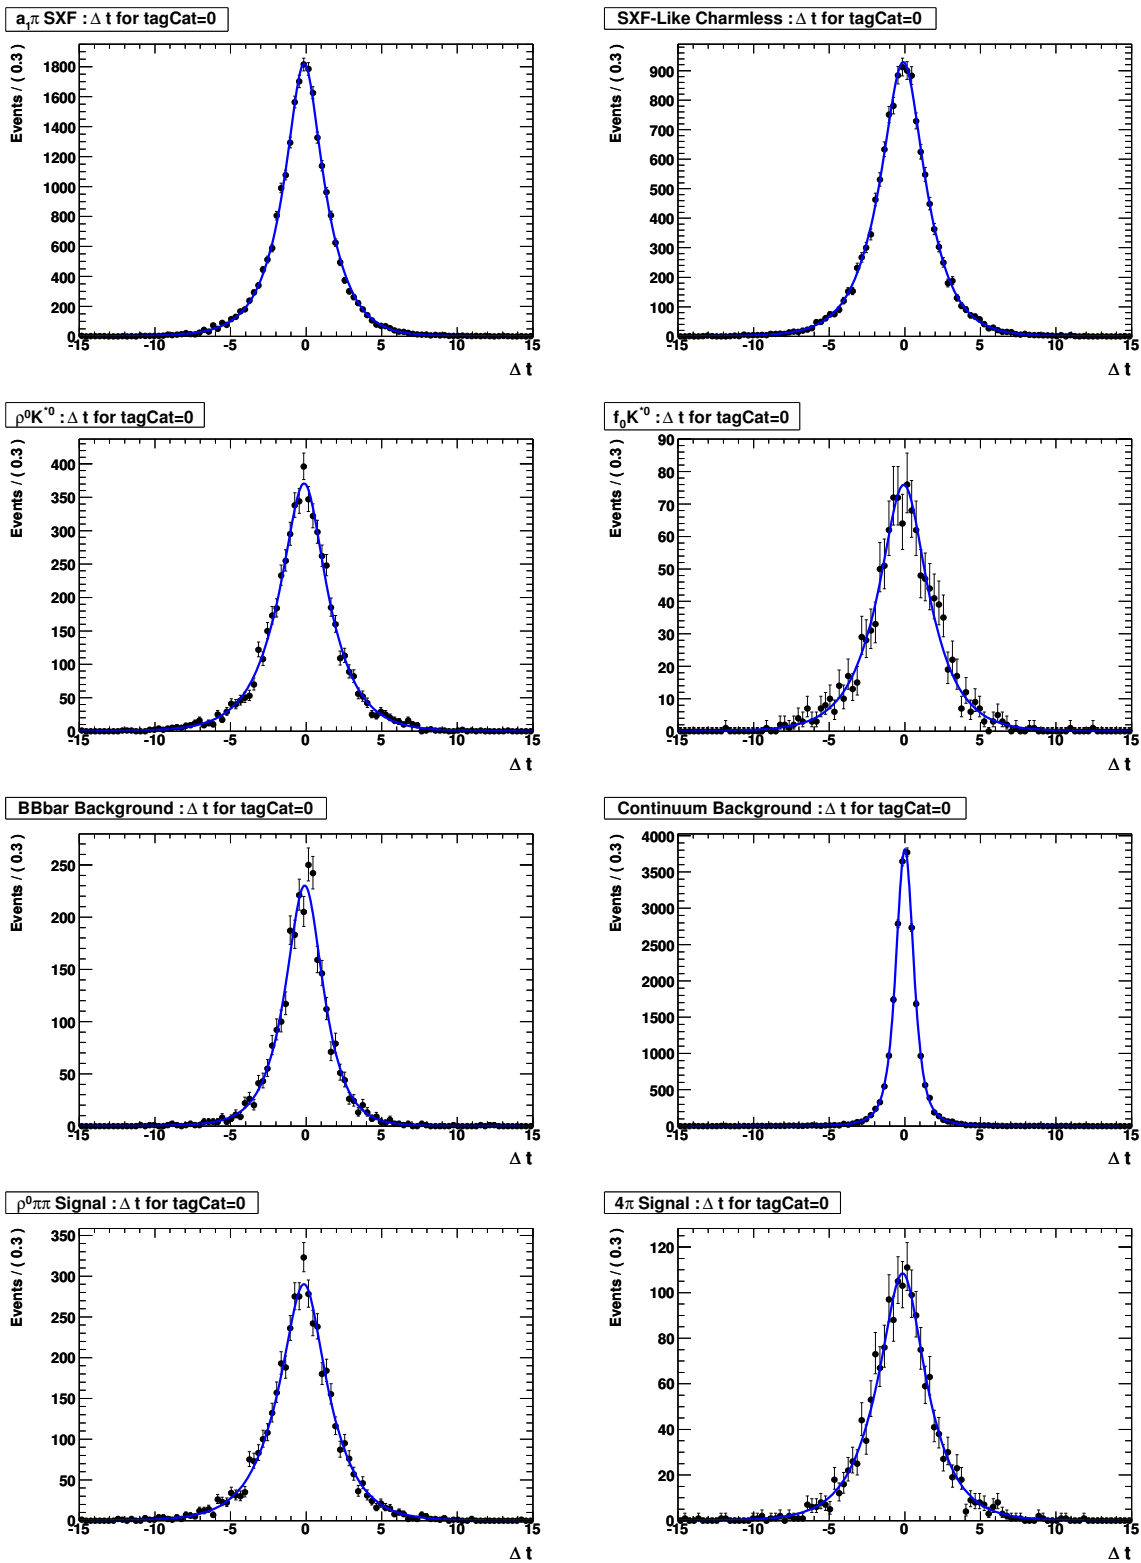 a₁π SXF : Δ t for tagCat=0
Events / ( 0.3 )
1800
1600
1400
1200
1000
800
600
400
200
0
-15 -10 -5 0 5 10 15
Δ t
SXF-Like Charmless : Δ t for tagCat=0
Events / ( 0.3 )
900
800
700
600
500
400
300
200
100
0
-15 -10 -5 0 5 10 15
Δ t
ρ⁰K*⁰ : Δ t for tagCat=0
Events / ( 0.3 )
400
350
300
250
200
150
100
50
0
-15 -10 -5 0 5 10 15
Δ t
f₀K*⁰ : Δ t for tagCat=0
Events / ( 0.3 )
90
80
70
60
50
40
30
20
10
0
-15 -10 -5 0 5 10 15
Δ t
BBbar Background : Δ t for tagCat=0
Events / ( 0.3 )
250
200
150
100
50
0
-15 -10 -5 0 5 10 15
Δ t
Continuum Background : Δ t for tagCat=0
Events / ( 0.3 )
4000
3500
3000
2500
2000
1500
1000
500
0
-15 -10 -5 0 5 10 15
Δ t
ρ⁰ππ Signal : Δ t for tagCat=0
Events / ( 0.3 )
350
300
250
200
150
100
50
0
-15 -10 -5 0 5 10 15
Δ t
4π Signal : Δ t for tagCat=0
Events / ( 0.3 )
120
100
80
60
40
20
0
-15 -10 -5 0 5 10 15
Δ t